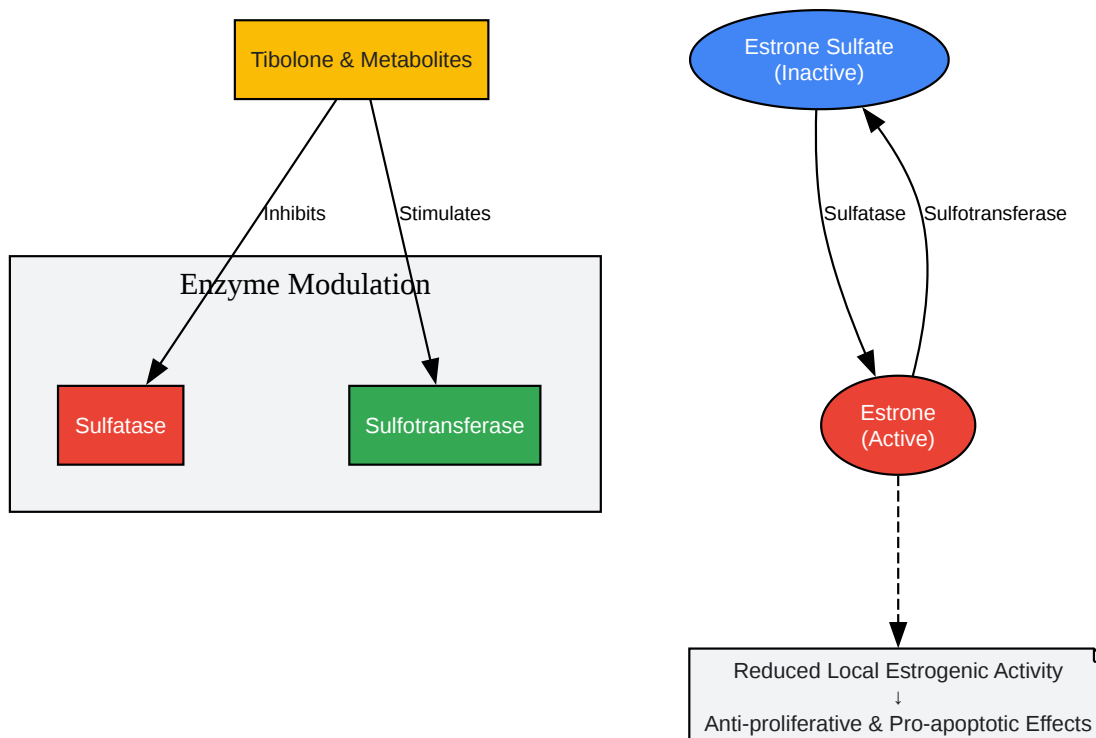 Tibolone & Metabolites
Estrone Sulfate
(Inactive)
Inhibits
Stimulates
Sulfatase
Sulfotransferase
Enzyme Modulation
Sulfatase
Sulfotransferase
Estrone
(Active)
Reduced Local Estrogenic Activity
↓
Anti-proliferative & Pro-apoptotic Effects